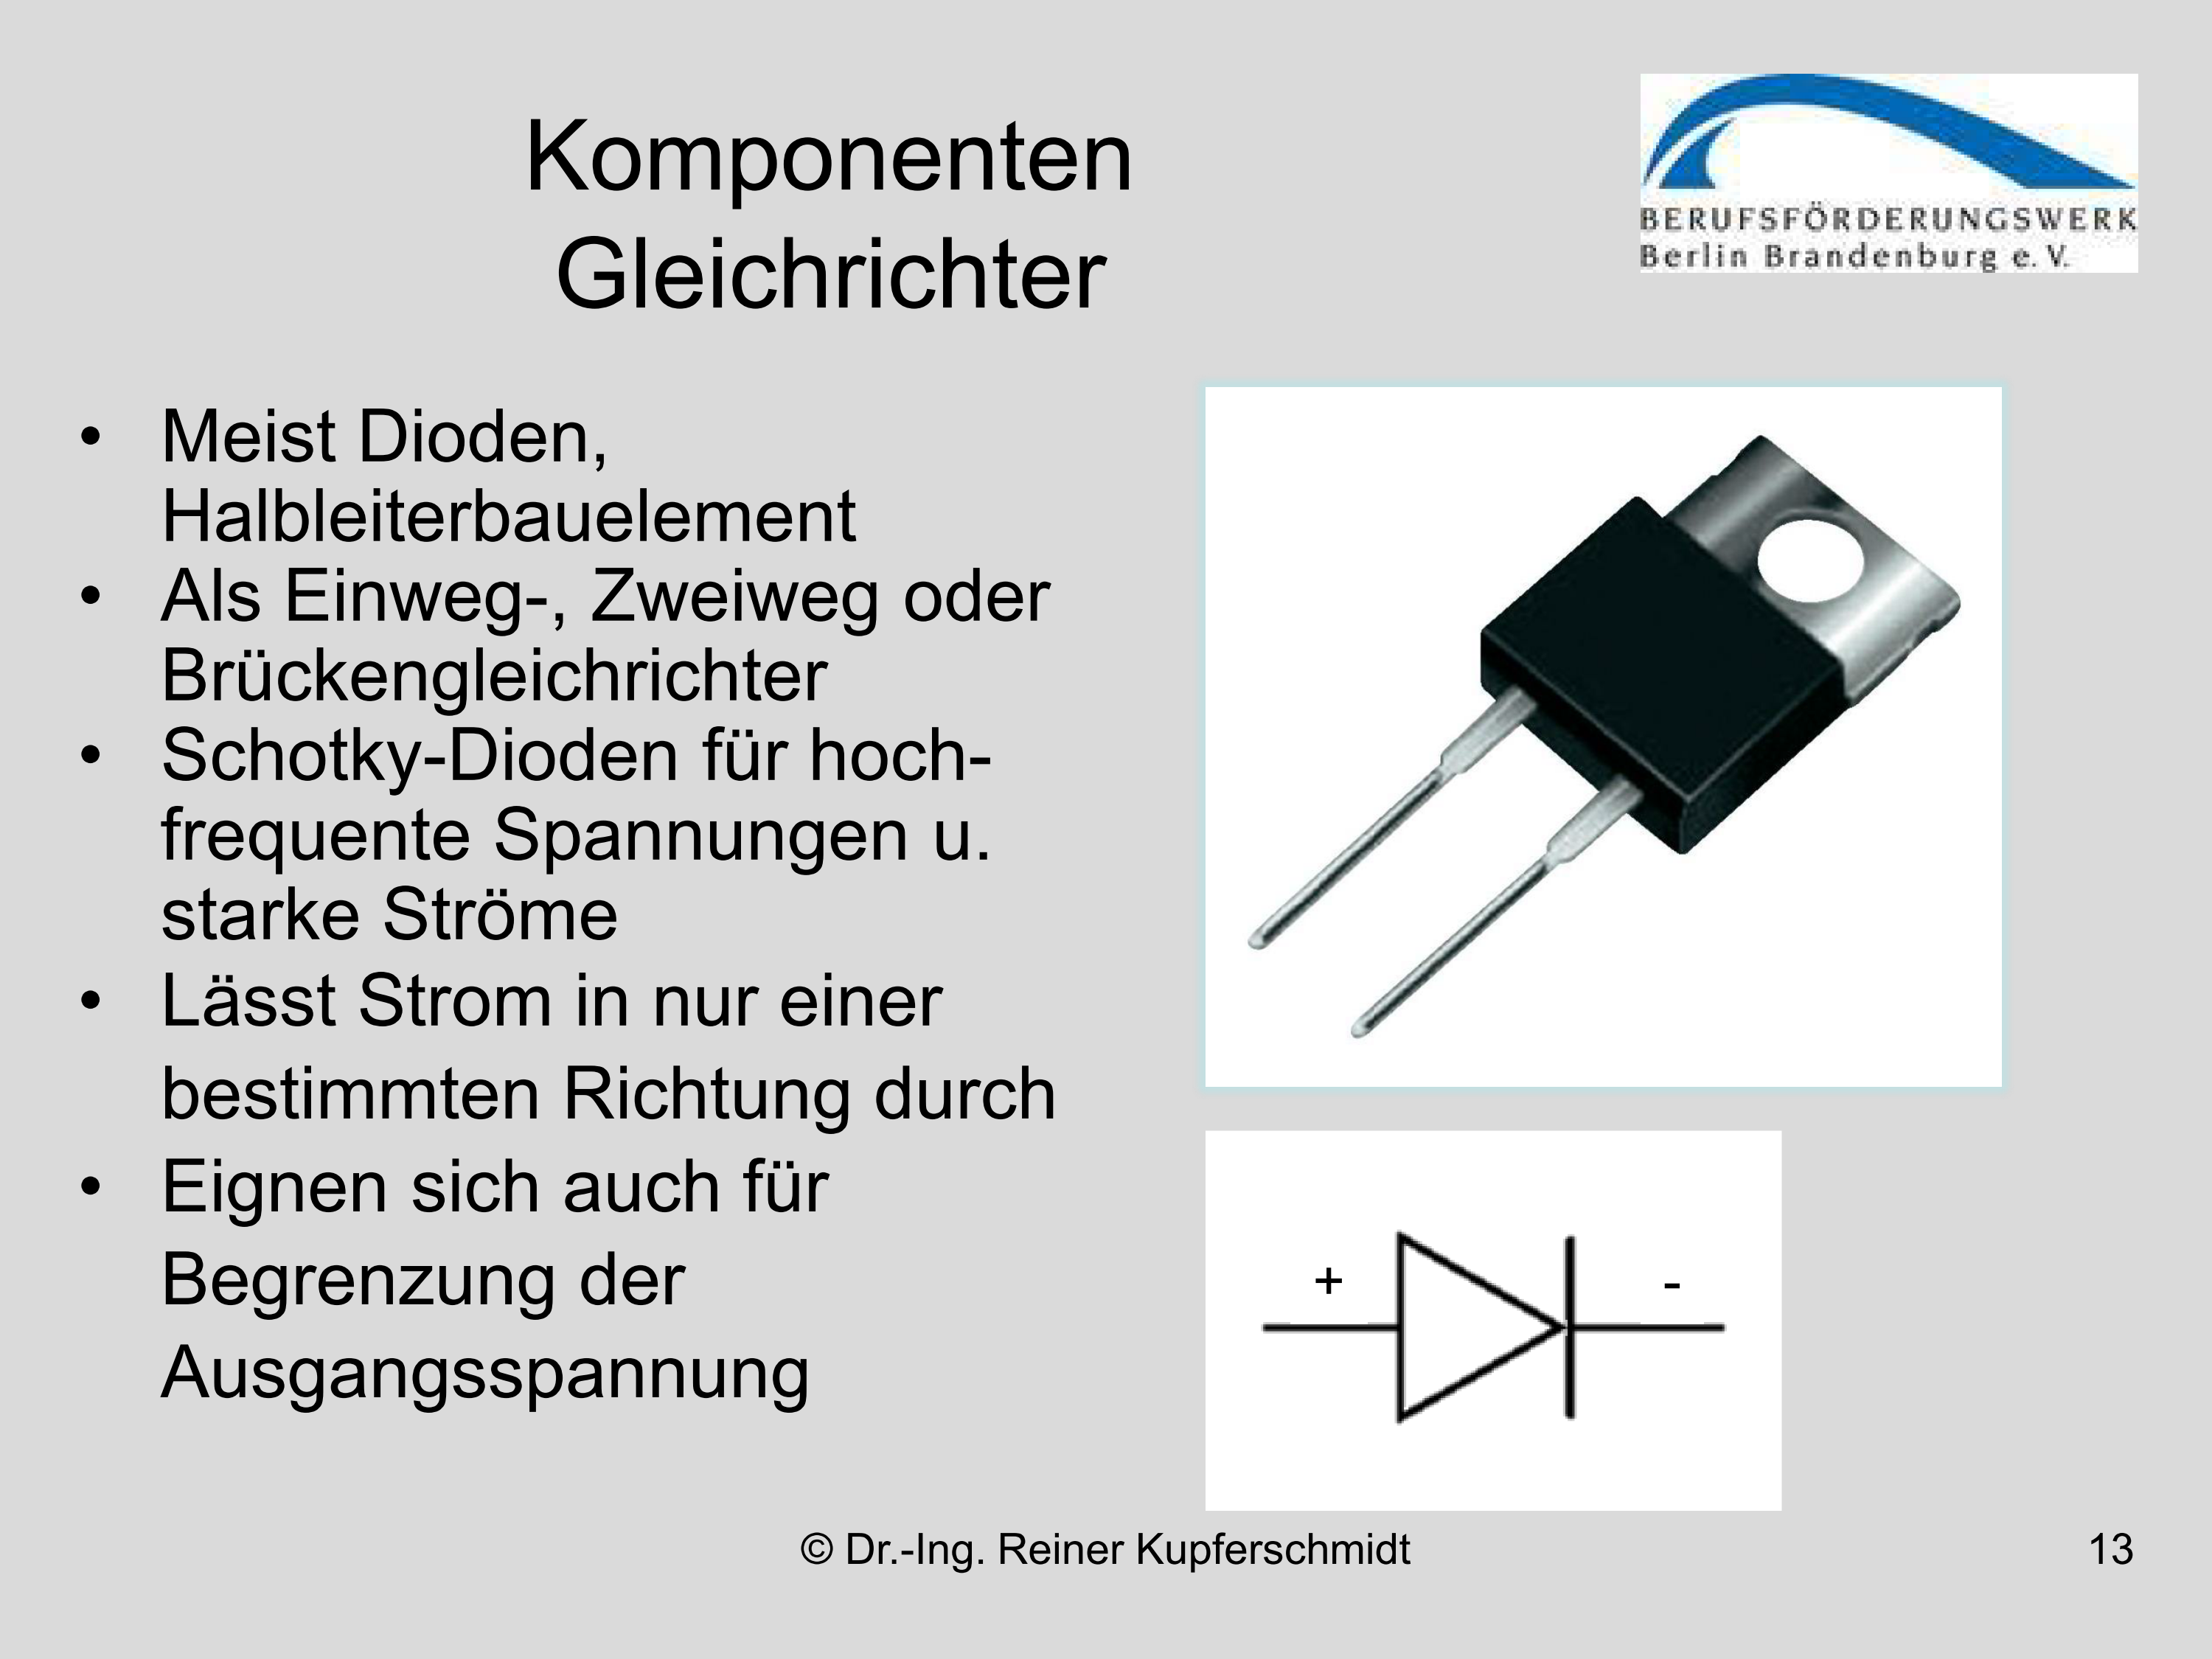 Komponenten
Gleichrichter
BERUFSFÖRDERUNGSWERK
Berlin Brandenburg e. V.
• Meist Dioden,
Halbleiterbauelement
• Als Einweg-, Zweiweg oder
Brückengleichrichter
• Schotky-Dioden für hoch-
frequente Spannungen u.
starke Ströme
• Lässt Strom in nur einer
bestimmten Richtung durch
• Eignen sich auch für
Begrenzung der
Ausgangsspannung
+ -
© Dr.-Ing. Reiner Kupferschmidt
13